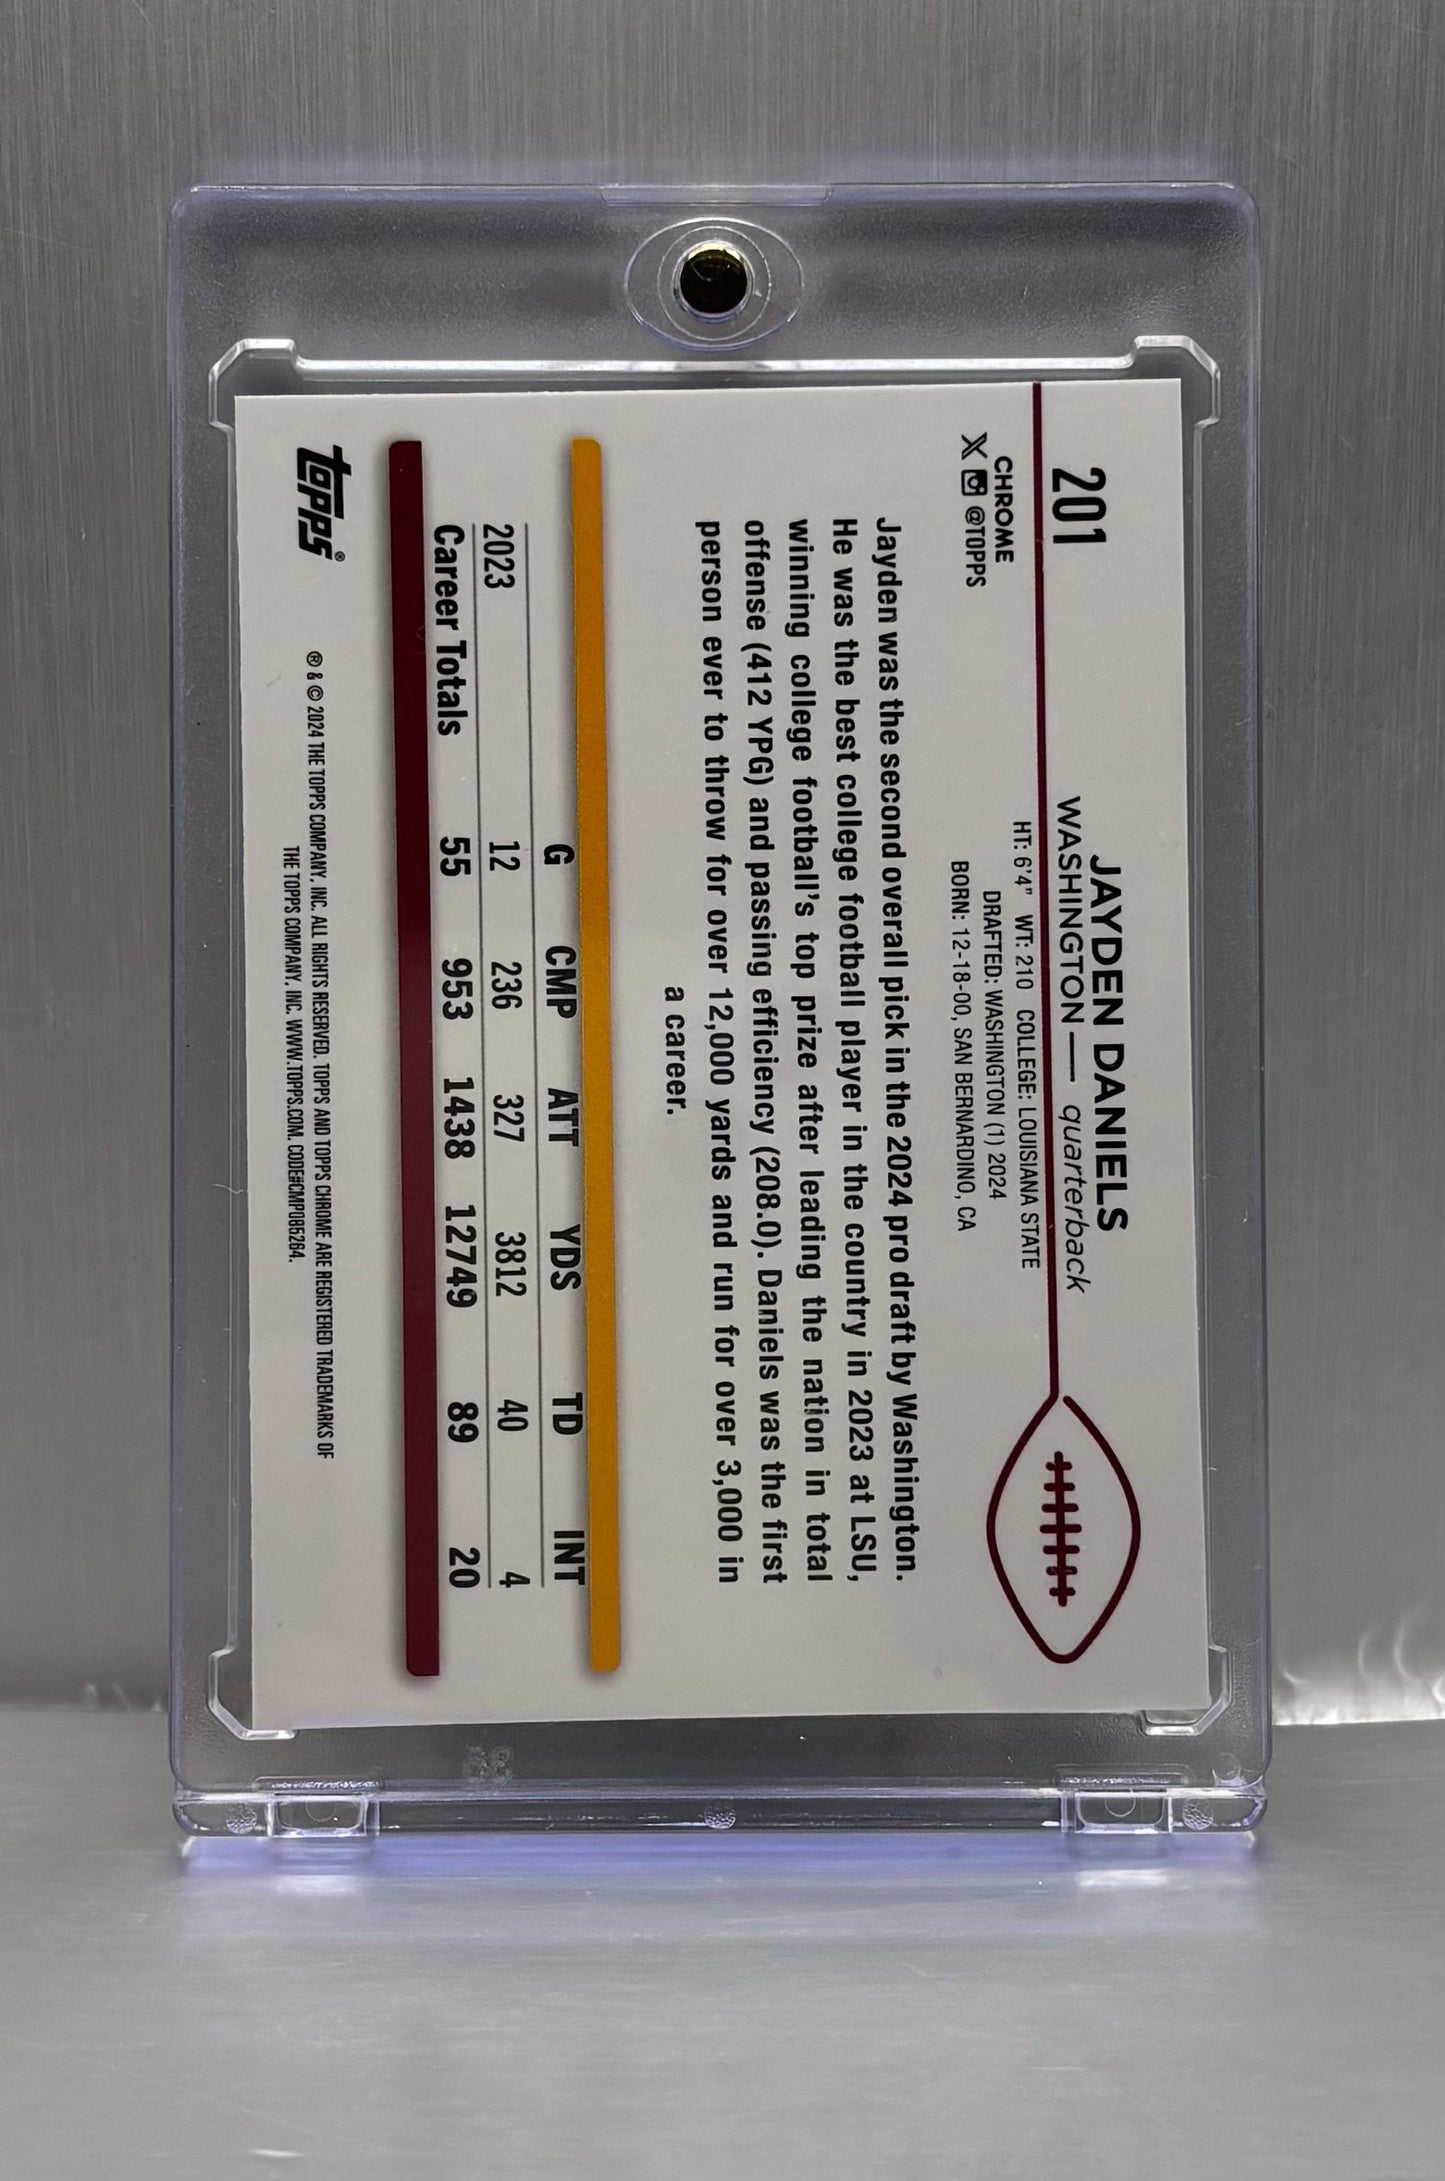 201
JAYDEN DANIELS
WASHINGTON — quarterback
CHROME
X @TOPPS
HT: 6'4" WT: 210 COLLEGE: LOUISIANA STATE
DRAFTED: WASHINGTON (1) 2024
BORN: 12-18-00, SAN BERNARDINO, CA
Jayden was the second overall pick in the 2024 pro draft by Washington.
He was the best college football player in the country in 2023 at LSU,
winning college football's top prize after leading the nation in total
offense (412 YPG) and passing efficiency (208.0). Daniels was the first
person ever to throw for over 12,000 yards and run for over 3,000 in
a career.
G CMP ATT YDS TD INT
2023 12 236 327 3812 40 4
Career Totals 55 953 1438 12749 89 20
topps®
® & © 2024 THE TOPPS COMPANY, INC. ALL RIGHTS RESERVED. TOPPS AND TOPPS CHROME ARE REGISTERED TRADEMARKS OF
THE TOPPS COMPANY, INC. WWW.TOPPS.COM. CODE#CMP085264.